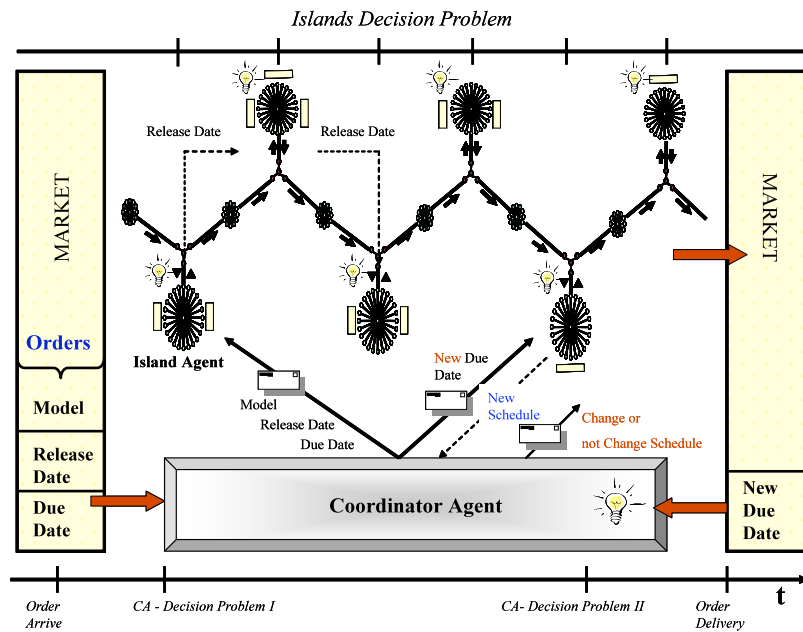 Islands Decision Problem
MARKET
Orders
Model
Release
Date
Due
Date
Release Date
Release Date
Island Agent
Model
Release Date
Due Date
New Due
Date
New
Schedule
Change or
not Change Schedule
Coordinator Agent
MARKET
New
Due
Date
t
Order
Arrive
CA - Decision Problem I
CA- Decision Problem II
Order
Delivery